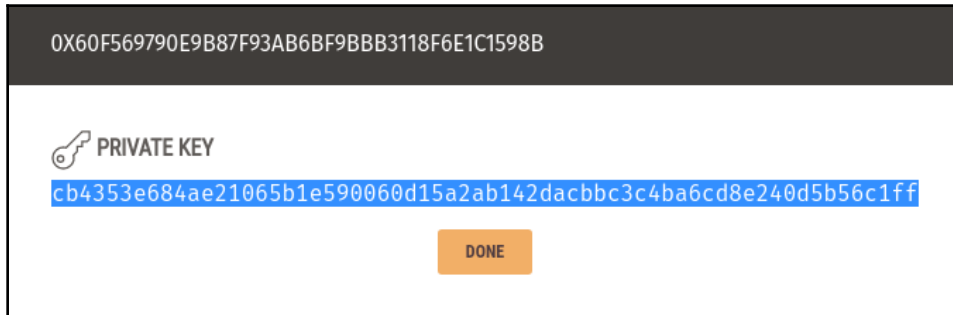 0X60F569790E9B87F93AB6BF9BBB3118F6E1C1598B
PRIVATE KEY
cb4353e684ae21065b1e590060d15a2ab142dacbbc3c4ba6cd8e240d5b56c1ff
DONE